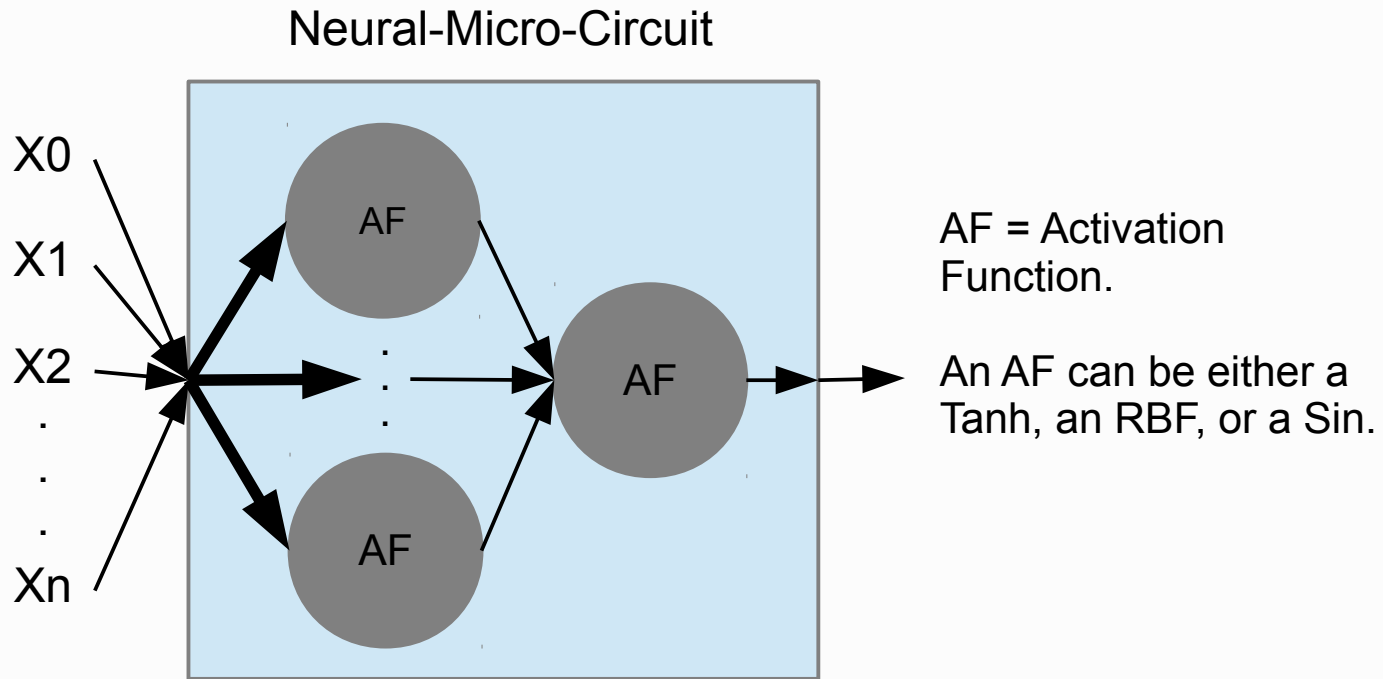 Neural-Micro-Circuit
X0
X1
X2
.
.
.
Xn
AF
.
.
.
AF
AF
AF = Activation
Function.
An AF can be either a
Tanh, an RBF, or a Sin.